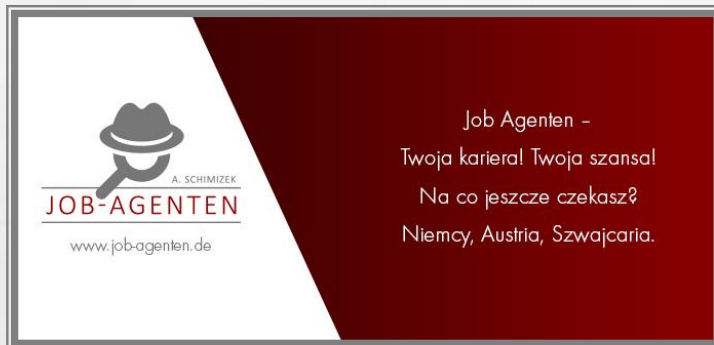 A. SCHIMIZEK
JOB-AGENTEN
www.job-agenten.de
Job Agenten –
Twoja kariera! Twoja szansa!
Na co jeszcze czekasz?
Niemcy, Austria, Szwajcaria.